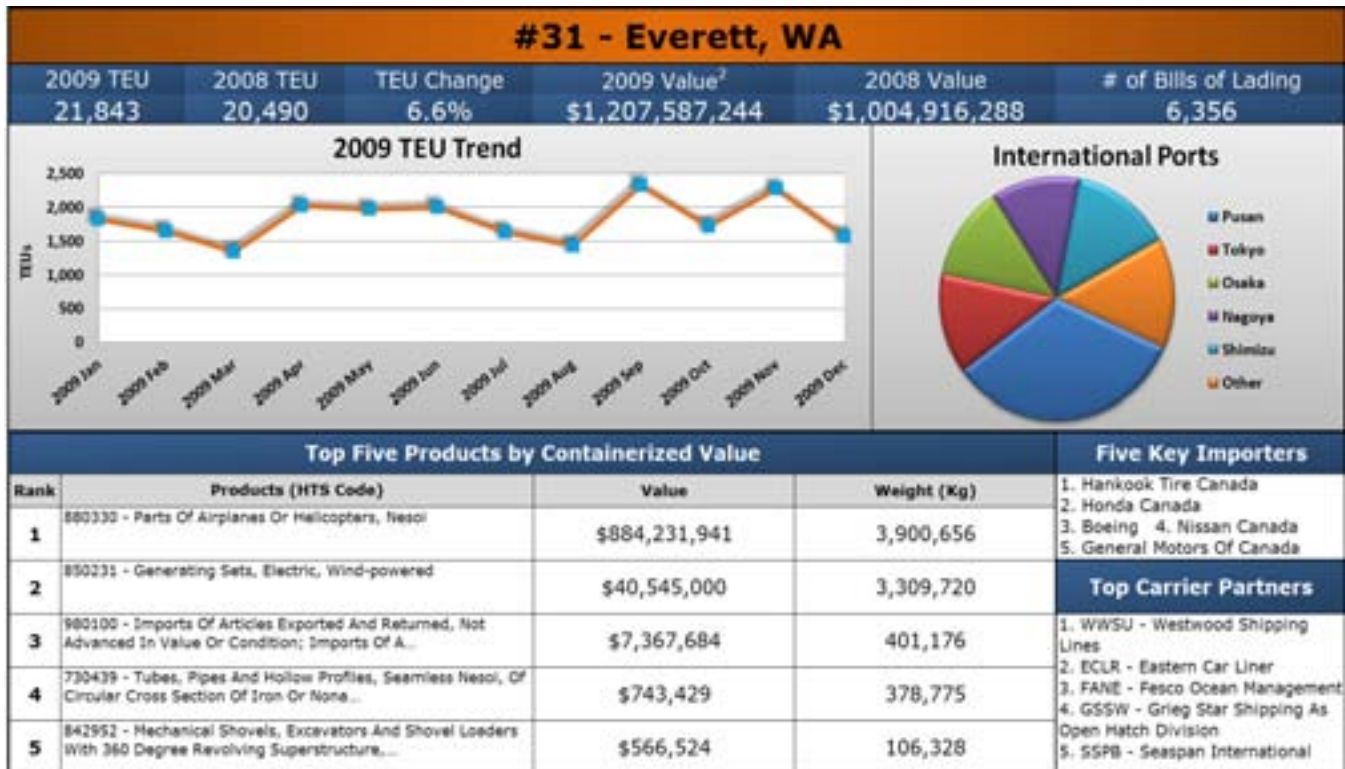 #31 - Everett, WA
2009 TEU 2008 TEU TEU Change 2009 Value² 2008 Value # of Bills of Lading
21,843 20,490 6.6% $1,207,587,244 $1,004,916,288 6,356
2009 TEU Trend
2,500
2,000
1,500
1,000
500
0
TEUs
2009 Jan 2009 Feb 2009 Mar 2009 Apr 2009 May 2009 Jun 2009 Jul 2009 Aug 2009 Sep 2009 Oct 2009 Nov 2009 Dec
International Ports
Pusan
Tokyo
Osaka
Nagoya
Shimizu
Other
Top Five Products by Containerized Value
Rank Products (HTS Code) Value Weight (Kg)
1 880330 - Parts Of Airplanes Or Helicopters, Nesoi $884,231,941 3,900,656
2 850231 - Generating Sets, Electric, Wind-powered $40,545,000 3,309,720
3 980100 - Imports Of Articles Exported And Returned, Not
Advanced In Value Or Condition; Imports Of A... $7,367,684 401,176
4 730439 - Tubes, Pipes And Hollow Profiles, Seamless Nesoi, Of
Circular Cross Section Of Iron Or Nona... $743,429 378,775
5 842952 - Mechanical Shovels, Excavators And Shovel Loaders
With 360 Degree Revolving Superstructure,... $566,524 106,328
Five Key Importers
1. Hankook Tire Canada
2. Honda Canada
3. Boeing 4. Nissan Canada
5. General Motors Of Canada
Top Carrier Partners
1. WWSU - Westwood Shipping
Lines
2. ECLR - Eastern Car Liner
3. FANE - Fesco Ocean Management
4. GSSW - Grieg Star Shipping As
Open Hatch Division
5. SSPB - Seaspan International